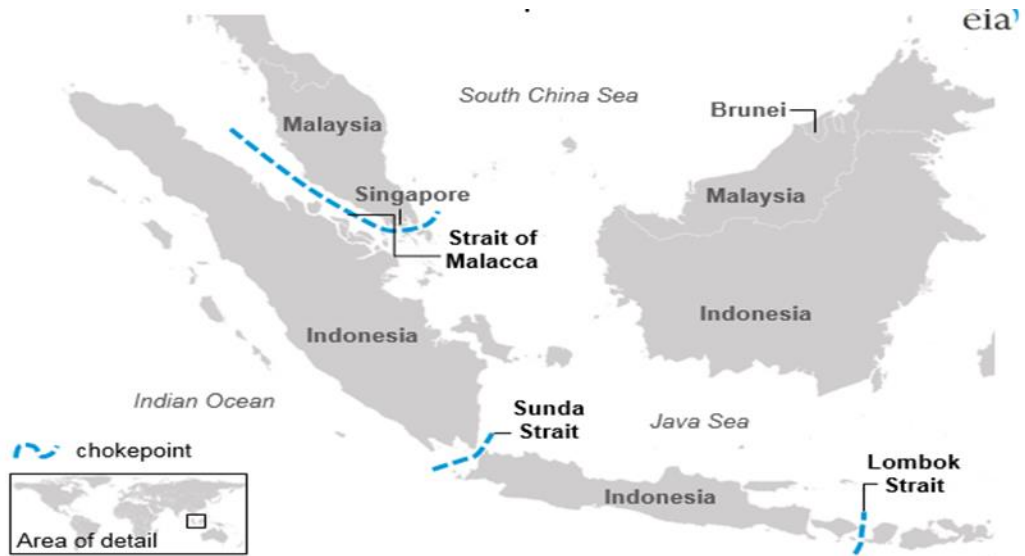 eia
South China Sea
Brunei
Malaysia
Malaysia
Singapore
Strait of
Malacca
Indonesia
Indonesia
Indian Ocean
Sunda
Strait
Java Sea
chokepoint
Lombok
Strait
Indonesia
Area of detail